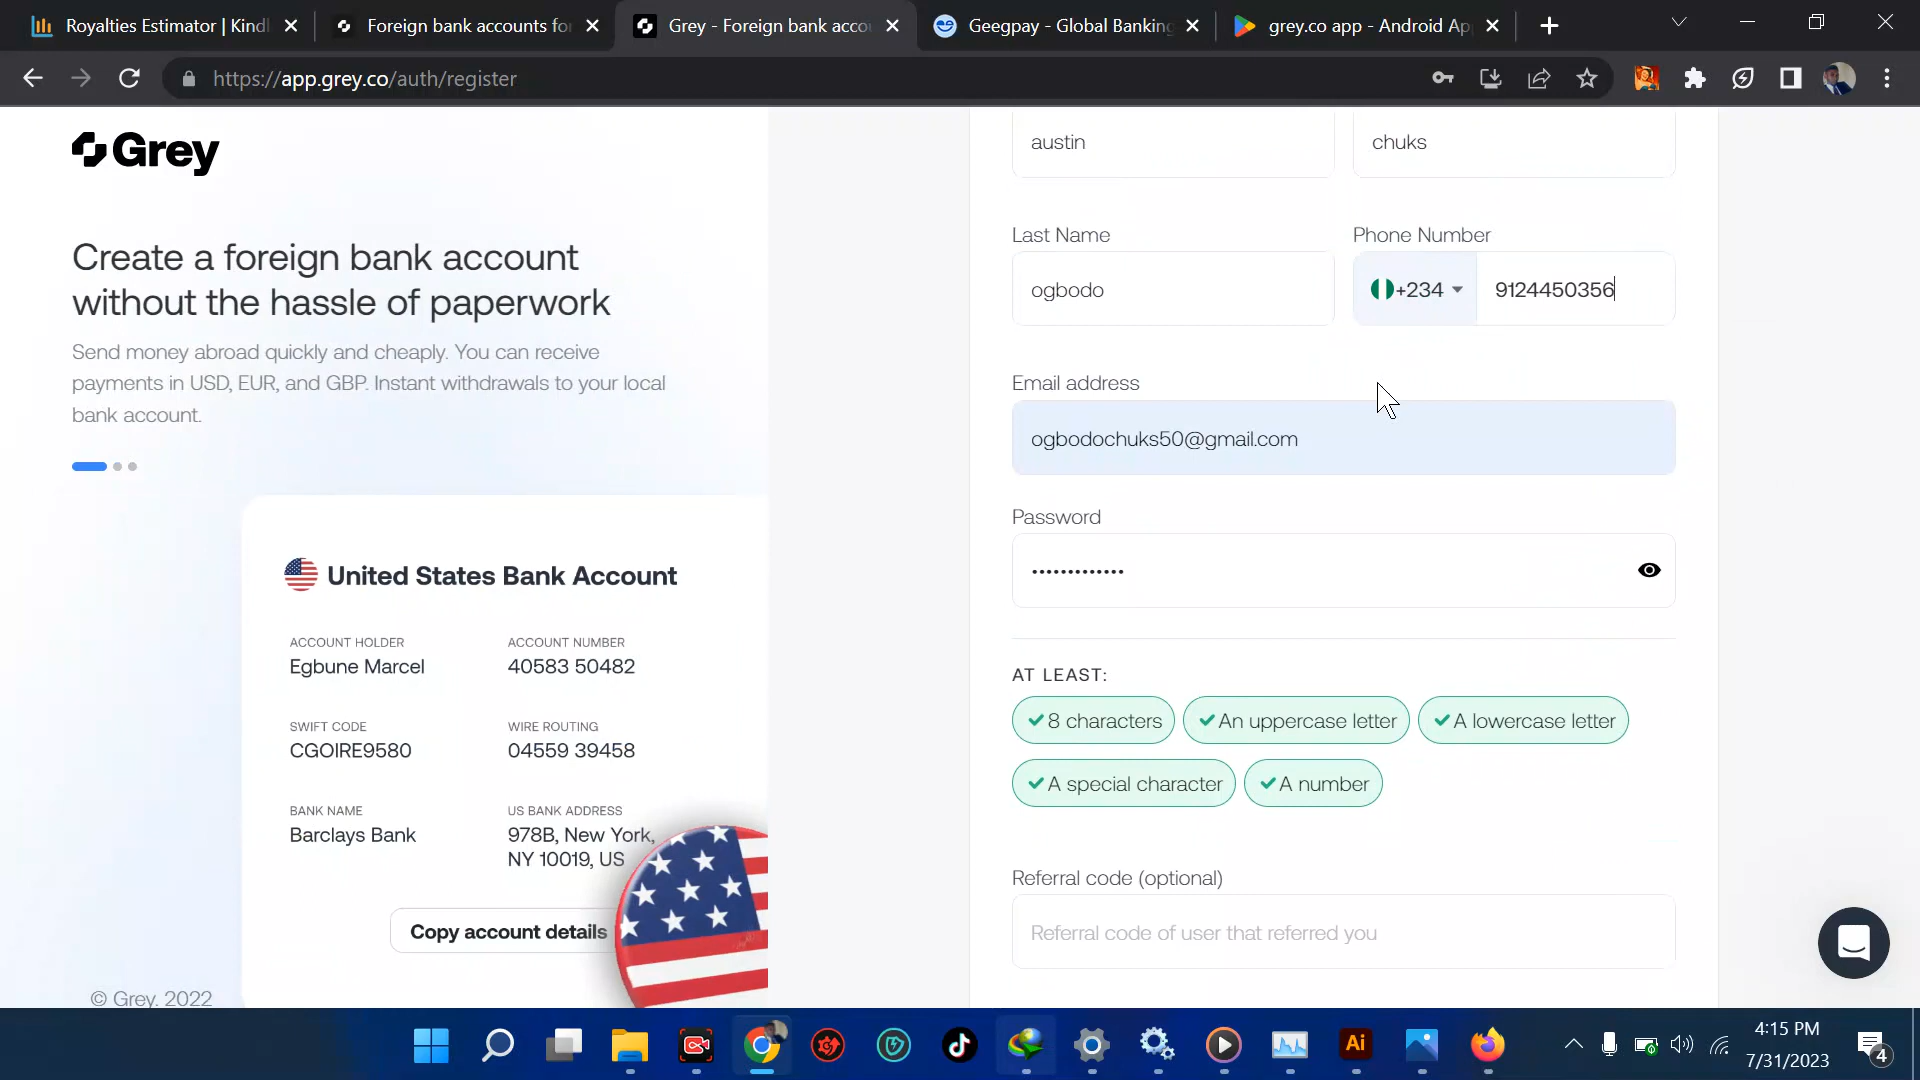 Royalties Estimator | Kindl
Foreign bank accounts fo
Grey - Foreign bank acco
Geegpay - Global Banking
grey.co app - Android Ap
https://app.grey.co/auth/register
Grey
Create a foreign bank account
without the hassle of paperwork
Send money abroad quickly and cheaply. You can receive
payments in USD, EUR, and GBP. Instant withdrawals to your local
bank account.
United States Bank Account
ACCOUNT HOLDER
Egbune Marcel
ACCOUNT NUMBER
40583 50482
SWIFT CODE
CGOIRE9580
WIRE ROUTING
04559 39458
BANK NAME
Barclays Bank
US BANK ADDRESS
978B, New York,
NY 10019, US
Copy account details
© Grey. 2022
austin
chuks
Last Name
ogbodo
Phone Number
+234
9124450356
Email address
ogbodochuks50@gmail.com
Password
•••••••••••••
AT LEAST:
8 characters
An uppercase letter
A lowercase letter
A special character
A number
Referral code (optional)
Referral code of user that referred you
Ai
4:15 PM
7/31/2023
4